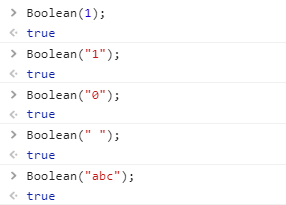 > Boolean(1);
< true
> Boolean("1");
< true
> Boolean("0");
< true
> Boolean(" ");
< true
> Boolean("abc");
< true